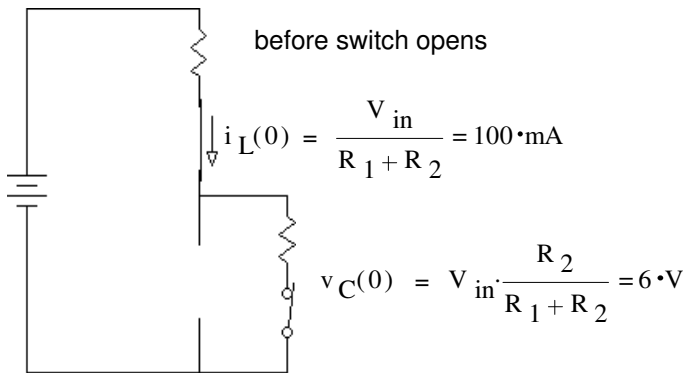 before switch opens
i L(0) = V in / R 1 + R 2 = 100•mA
v C(0) = V in· R 2 / R 1 + R 2 = 6•V